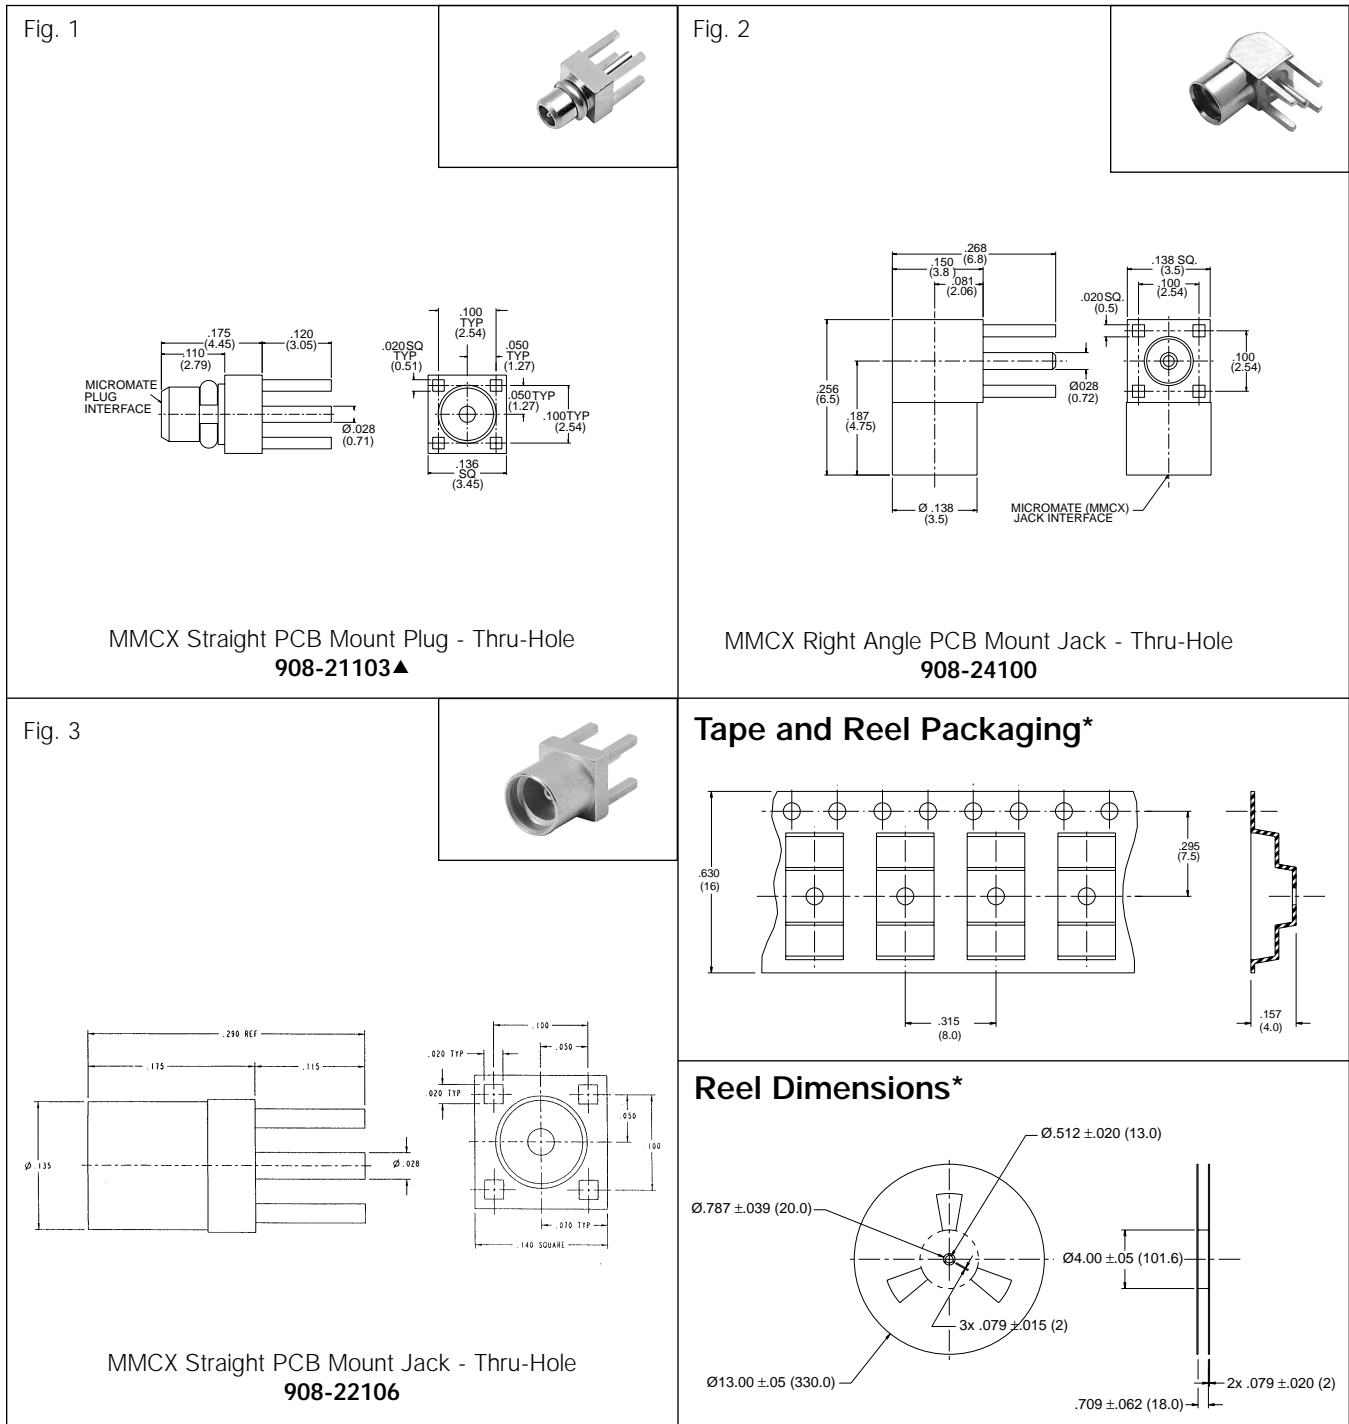 Fig. 1
.175
(4.45)
.110
(2.79)
.120
(3.05)
MICROMATE
PLUG
INTERFACE
Ø.028
(0.71)
.100
TYP
(2.54)
.020SQ
TYP
(0.51)
.050
TYP
(1.27)
.050TYP
(1.27)
.100TYP
(2.54)
.136
SQ
(3.45)
MMCX Straight PCB Mount Plug - Thru-Hole
908-21103▲
Fig. 2
.268
(6.8)
.150
(3.8)
.081
(2.06)
.256
(6.5)
.187
(4.75)
Ø028
(0.72)
Ø .138
(3.5)
.138 SQ.
(3.5)
.100
(2.54)
.020SQ.
(0.5)
.100
(2.54)
MICROMATE (MMCX)
JACK INTERFACE
MMCX Right Angle PCB Mount Jack - Thru-Hole
908-24100
Fig. 3
.290 REF
.175
.115
Ø .135
Ø .028
.100
.050
.020 TYP
.020 TYP
.050
.100
.070 TYP
.140 SQUARE
MMCX Straight PCB Mount Jack - Thru-Hole
908-22106
Tape and Reel Packaging*
.630
(16)
.295
(7.5)
.315
(8.0)
.157
(4.0)
Reel Dimensions*
Ø.512 ±.020 (13.0)
Ø.787 ±.039 (20.0)
Ø4.00 ±.05 (101.6)
3x .079 ±.015 (2)
Ø13.00 ±.05 (330.0)
2x .079 ±.020 (2)
.709 ±.062 (18.0)